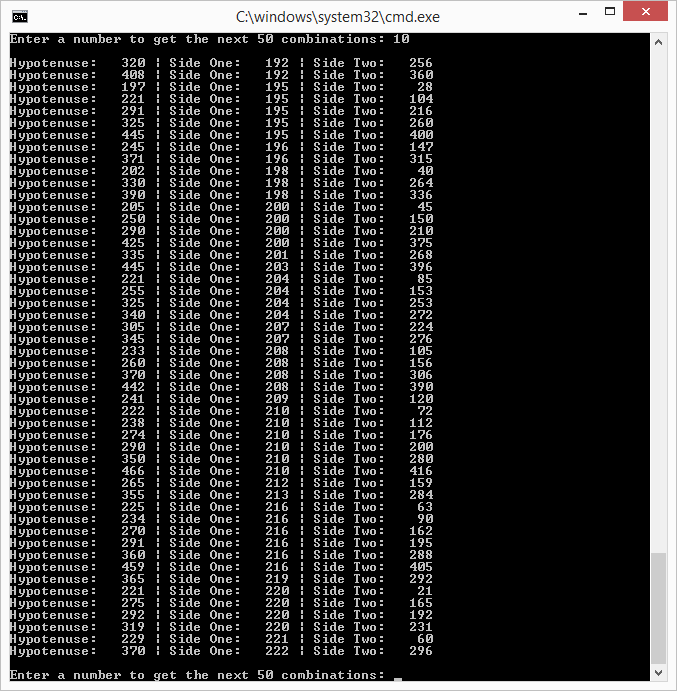 C:\windows\system32\cmd.exe
Enter a number to get the next 50 combinations: 10
Hypotenuse:   320 ¦ Side One:   192 ¦ Side Two:   256
Hypotenuse:   408 ¦ Side One:   192 ¦ Side Two:   360
Hypotenuse:   197 ¦ Side One:   195 ¦ Side Two:    28
Hypotenuse:   221 ¦ Side One:   195 ¦ Side Two:   104
Hypotenuse:   291 ¦ Side One:   195 ¦ Side Two:   216
Hypotenuse:   325 ¦ Side One:   195 ¦ Side Two:   260
Hypotenuse:   445 ¦ Side One:   195 ¦ Side Two:   400
Hypotenuse:   245 ¦ Side One:   196 ¦ Side Two:   147
Hypotenuse:   371 ¦ Side One:   196 ¦ Side Two:   315
Hypotenuse:   202 ¦ Side One:   198 ¦ Side Two:    40
Hypotenuse:   330 ¦ Side One:   198 ¦ Side Two:   264
Hypotenuse:   390 ¦ Side One:   198 ¦ Side Two:   336
Hypotenuse:   205 ¦ Side One:   200 ¦ Side Two:    45
Hypotenuse:   250 ¦ Side One:   200 ¦ Side Two:   150
Hypotenuse:   290 ¦ Side One:   200 ¦ Side Two:   210
Hypotenuse:   425 ¦ Side One:   200 ¦ Side Two:   375
Hypotenuse:   335 ¦ Side One:   201 ¦ Side Two:   268
Hypotenuse:   445 ¦ Side One:   203 ¦ Side Two:   396
Hypotenuse:   221 ¦ Side One:   204 ¦ Side Two:    85
Hypotenuse:   255 ¦ Side One:   204 ¦ Side Two:   153
Hypotenuse:   325 ¦ Side One:   204 ¦ Side Two:   253
Hypotenuse:   340 ¦ Side One:   204 ¦ Side Two:   272
Hypotenuse:   305 ¦ Side One:   207 ¦ Side Two:   224
Hypotenuse:   345 ¦ Side One:   207 ¦ Side Two:   276
Hypotenuse:   233 ¦ Side One:   208 ¦ Side Two:   105
Hypotenuse:   260 ¦ Side One:   208 ¦ Side Two:   156
Hypotenuse:   370 ¦ Side One:   208 ¦ Side Two:   306
Hypotenuse:   442 ¦ Side One:   208 ¦ Side Two:   390
Hypotenuse:   241 ¦ Side One:   209 ¦ Side Two:   120
Hypotenuse:   222 ¦ Side One:   210 ¦ Side Two:    72
Hypotenuse:   238 ¦ Side One:   210 ¦ Side Two:   112
Hypotenuse:   274 ¦ Side One:   210 ¦ Side Two:   176
Hypotenuse:   290 ¦ Side One:   210 ¦ Side Two:   200
Hypotenuse:   350 ¦ Side One:   210 ¦ Side Two:   280
Hypotenuse:   466 ¦ Side One:   210 ¦ Side Two:   416
Hypotenuse:   265 ¦ Side One:   212 ¦ Side Two:   159
Hypotenuse:   355 ¦ Side One:   213 ¦ Side Two:   284
Hypotenuse:   225 ¦ Side One:   216 ¦ Side Two:    63
Hypotenuse:   234 ¦ Side One:   216 ¦ Side Two:    90
Hypotenuse:   270 ¦ Side One:   216 ¦ Side Two:   162
Hypotenuse:   291 ¦ Side One:   216 ¦ Side Two:   195
Hypotenuse:   360 ¦ Side One:   216 ¦ Side Two:   288
Hypotenuse:   459 ¦ Side One:   216 ¦ Side Two:   405
Hypotenuse:   365 ¦ Side One:   219 ¦ Side Two:   292
Hypotenuse:   221 ¦ Side One:   220 ¦ Side Two:    21
Hypotenuse:   275 ¦ Side One:   220 ¦ Side Two:   165
Hypotenuse:   292 ¦ Side One:   220 ¦ Side Two:   192
Hypotenuse:   319 ¦ Side One:   220 ¦ Side Two:   231
Hypotenuse:   229 ¦ Side One:   221 ¦ Side Two:    60
Hypotenuse:   370 ¦ Side One:   222 ¦ Side Two:   296
Enter a number to get the next 50 combinations: _